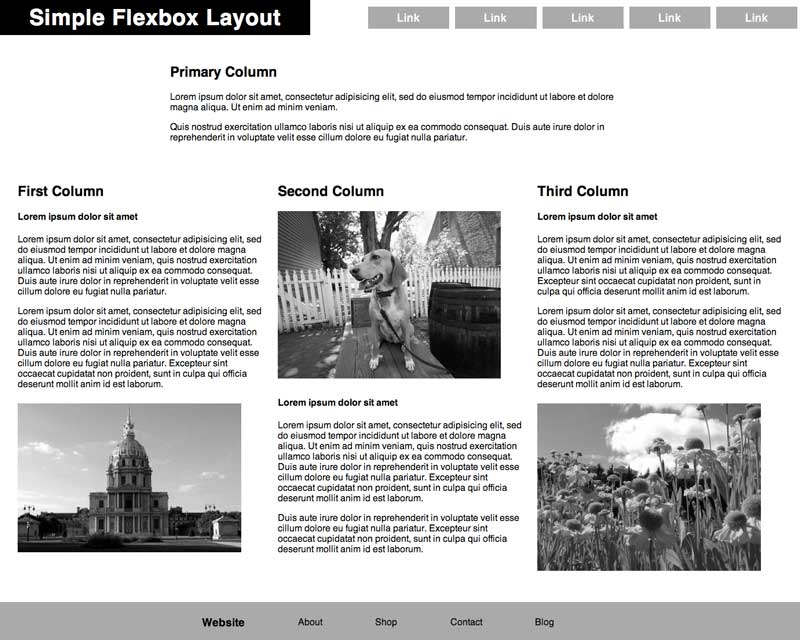 Simple Flexbox Layout
Link Link Link Link Link
Primary Column
Lorem ipsum dolor sit amet, consectetur adipisicing elit, sed do eiusmod tempor incididunt ut labore et dolore
magna aliqua. Ut enim ad minim veniam.
Quis nostrud exercitation ullamco laboris nisi ut aliquip ex ea commodo consequat. Duis aute irure dolor in
reprehenderit in voluptate velit esse cillum dolore eu fugiat nulla pariatur.
First Column
Lorem ipsum dolor sit amet
Lorem ipsum dolor sit amet, consectetur adipisicing elit, sed
do eiusmod tempor incididunt ut labore et dolore magna
aliqua. Ut enim ad minim veniam, quis nostrud exercitation
ullamco laboris nisi ut aliquip ex ea commodo consequat.
Duis aute irure dolor in reprehenderit in voluptate velit esse
cillum dolore eu fugiat nulla pariatur.
Lorem ipsum dolor sit amet, consectetur adipisicing elit, sed
do eiusmod tempor incididunt ut labore et dolore magna
aliqua. Ut enim ad minim veniam, quis nostrud exercitation
ullamco laboris nisi ut aliquip ex ea commodo consequat.
Duis aute irure dolor in reprehenderit in voluptate velit esse
cillum dolore eu fugiat nulla pariatur. Excepteur sint
occaecat cupidatat non proident, sunt in culpa qui officia
deserunt mollit anim id est laborum.
Second Column
Lorem ipsum dolor sit amet
Lorem ipsum dolor sit amet, consectetur adipisicing elit, sed
do eiusmod tempor incididunt ut labore et dolore magna
aliqua. Ut enim ad minim veniam, quis nostrud exercitation
ullamco laboris nisi ut aliquip ex ea commodo consequat.
Duis aute irure dolor in reprehenderit in voluptate velit esse
cillum dolore eu fugiat nulla pariatur. Excepteur sint
occaecat cupidatat non proident, sunt in culpa qui officia
deserunt mollit anim id est laborum.
Duis aute irure dolor in reprehenderit in voluptate velit esse
cillum dolore eu fugiat nulla pariatur. Excepteur sint
occaecat cupidatat non proident, sunt in culpa qui officia
deserunt mollit anim id est laborum.
Third Column
Lorem ipsum dolor sit amet
Lorem ipsum dolor sit amet, consectetur adipisicing elit, sed
do eiusmod tempor incididunt ut labore et dolore magna
aliqua. Ut enim ad minim veniam, quis nostrud exercitation
ullamco laboris nisi ut aliquip ex ea commodo consequat.
Excepteur sint occaecat cupidatat non proident, sunt in
culpa qui officia deserunt mollit anim id est laborum.
Lorem ipsum dolor sit amet, consectetur adipisicing elit, sed
do eiusmod tempor incididunt ut labore et dolore magna
aliqua. Ut enim ad minim veniam, quis nostrud exercitation
ullamco laboris nisi ut aliquip ex ea commodo consequat.
Duis aute irure dolor in reprehenderit in voluptate velit esse
cillum dolore eu fugiat nulla pariatur. Excepteur sint
occaecat cupidatat non proident, sunt in culpa qui officia
deserunt mollit anim id est laborum.
Website About Shop Contact Blog